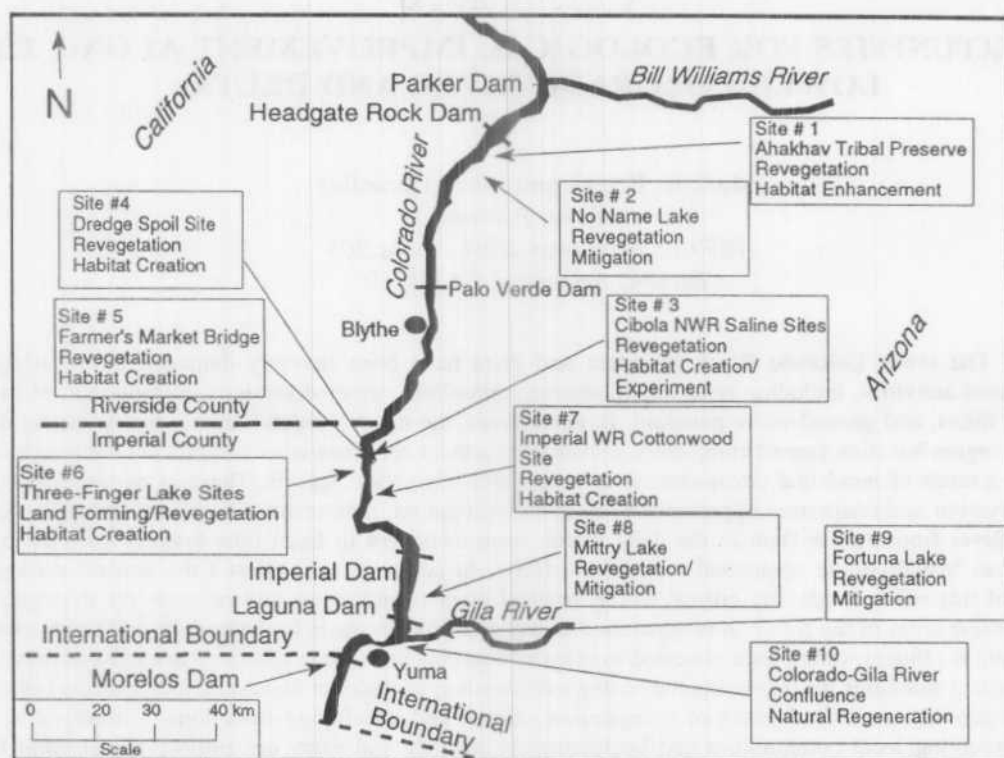 LOW
N
California
Parker Dam
Bill Williams River
Headgate Rock Dam
Colorado River
Site # 1
Ahakhav Tribal Preserve
Revegetation
Habitat Enhancement
Site #4
Dredge Spoil Site
Revegetation
Habitat Creation
Site # 2
No Name Lake
Revegetation
Mitigation
Palo Verde Dam
Blythe
Site # 5
Farmer's Market Bridge
Revegetation
Habitat Creation
Site # 3
Cibola NWR Saline Sites
Revegetation
Habitat Creation/
Experiment
Arizona
Riverside County
Imperial County
Site #7
Imperial WR Cottonwood
Site
Revegetation
Habitat Creation
Site #6
Three-Finger Lake Sites
Land Forming/Revegetation
Habitat Creation
Site #8
Mittry Lake
Revegetation/
Mitigation
Site #9
Fortuna Lake
Revegetation
Mitigation
Imperial Dam
Laguna Dam
Gila River
International Boundary
Morelos Dam
Yuma
International
Boundary
Site #10
Colorado-Gila River
Confluence
Natural Regeneration
0 20 30 40 km
Scale